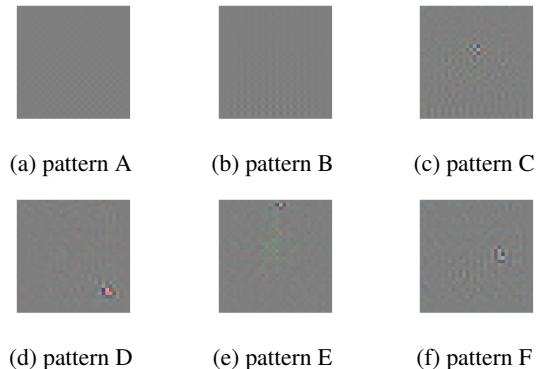 (a) pattern A
(b) pattern B
(c) pattern C
(d) pattern D
(e) pattern E
(f) pattern F